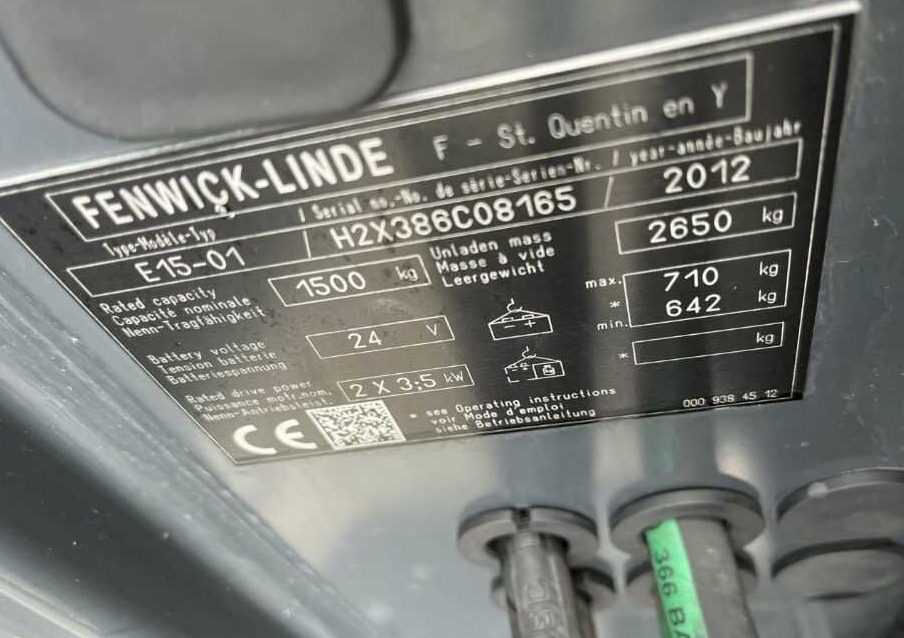 FENWICK-LINDE F - St. Quentin en Y
Type-Modèle-Typ / Serial no.-No. de série-Serien-Nr. / year-année-Baujahr
E15-01 / H2X386C08165 / 2012
Rated capacity
Capacité nominale
Nenn-Tragfähigkeit
1500 kg
Unladen mass
Masse à vide
Leergewicht
2650 kg
Battery voltage
Tension batterie
Batteriespannung
24 V
- +
max. 710 kg
* 642 kg
min.
Rated drive power
Puissance motr.nom.
Nenn-Antriebsleist.
2 X 3,5 kW
* kg
CE
* see Operating instructions
voir Mode d'emploi
siehe Betriebsanleitung
000 938 45 12
366 BA